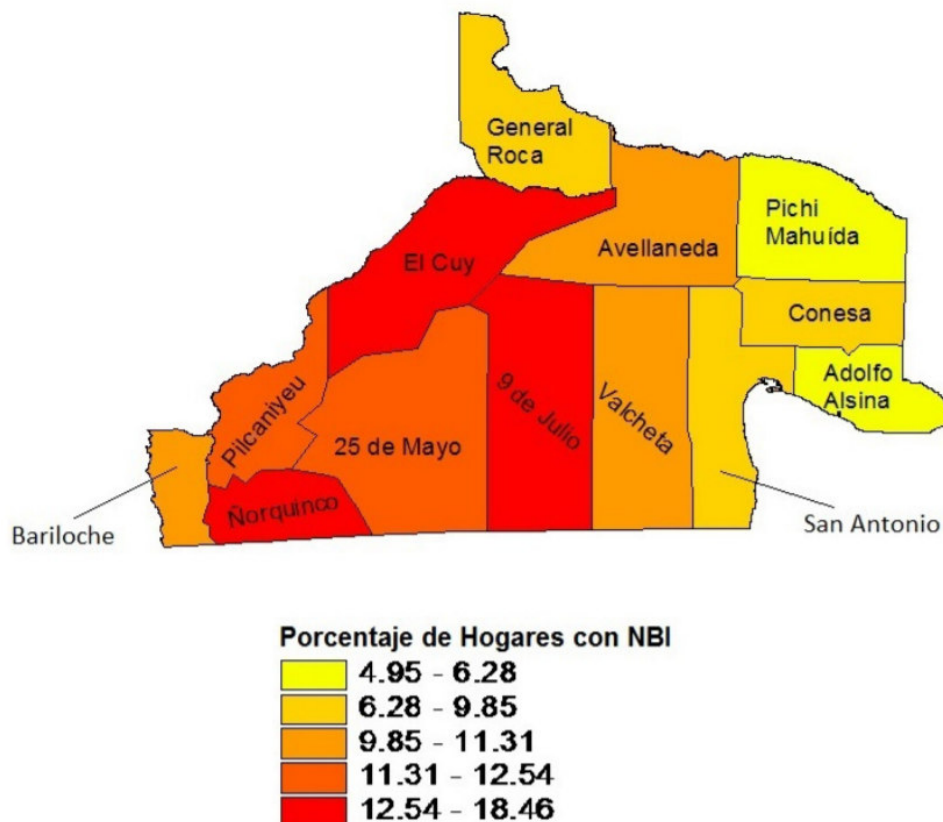 General
Roca
Pichi
Mahuída
Avellaneda
El Cuy
Conesa
Adolfo
Alsina
Pilcaniyeu
25 de Mayo
9 de Julio
Valcheta
Ñorquinco
Bariloche
San Antonio
Porcentaje de Hogares con NBI
4.95 - 6.28
6.28 - 9.85
9.85 - 11.31
11.31 - 12.54
12.54 - 18.46